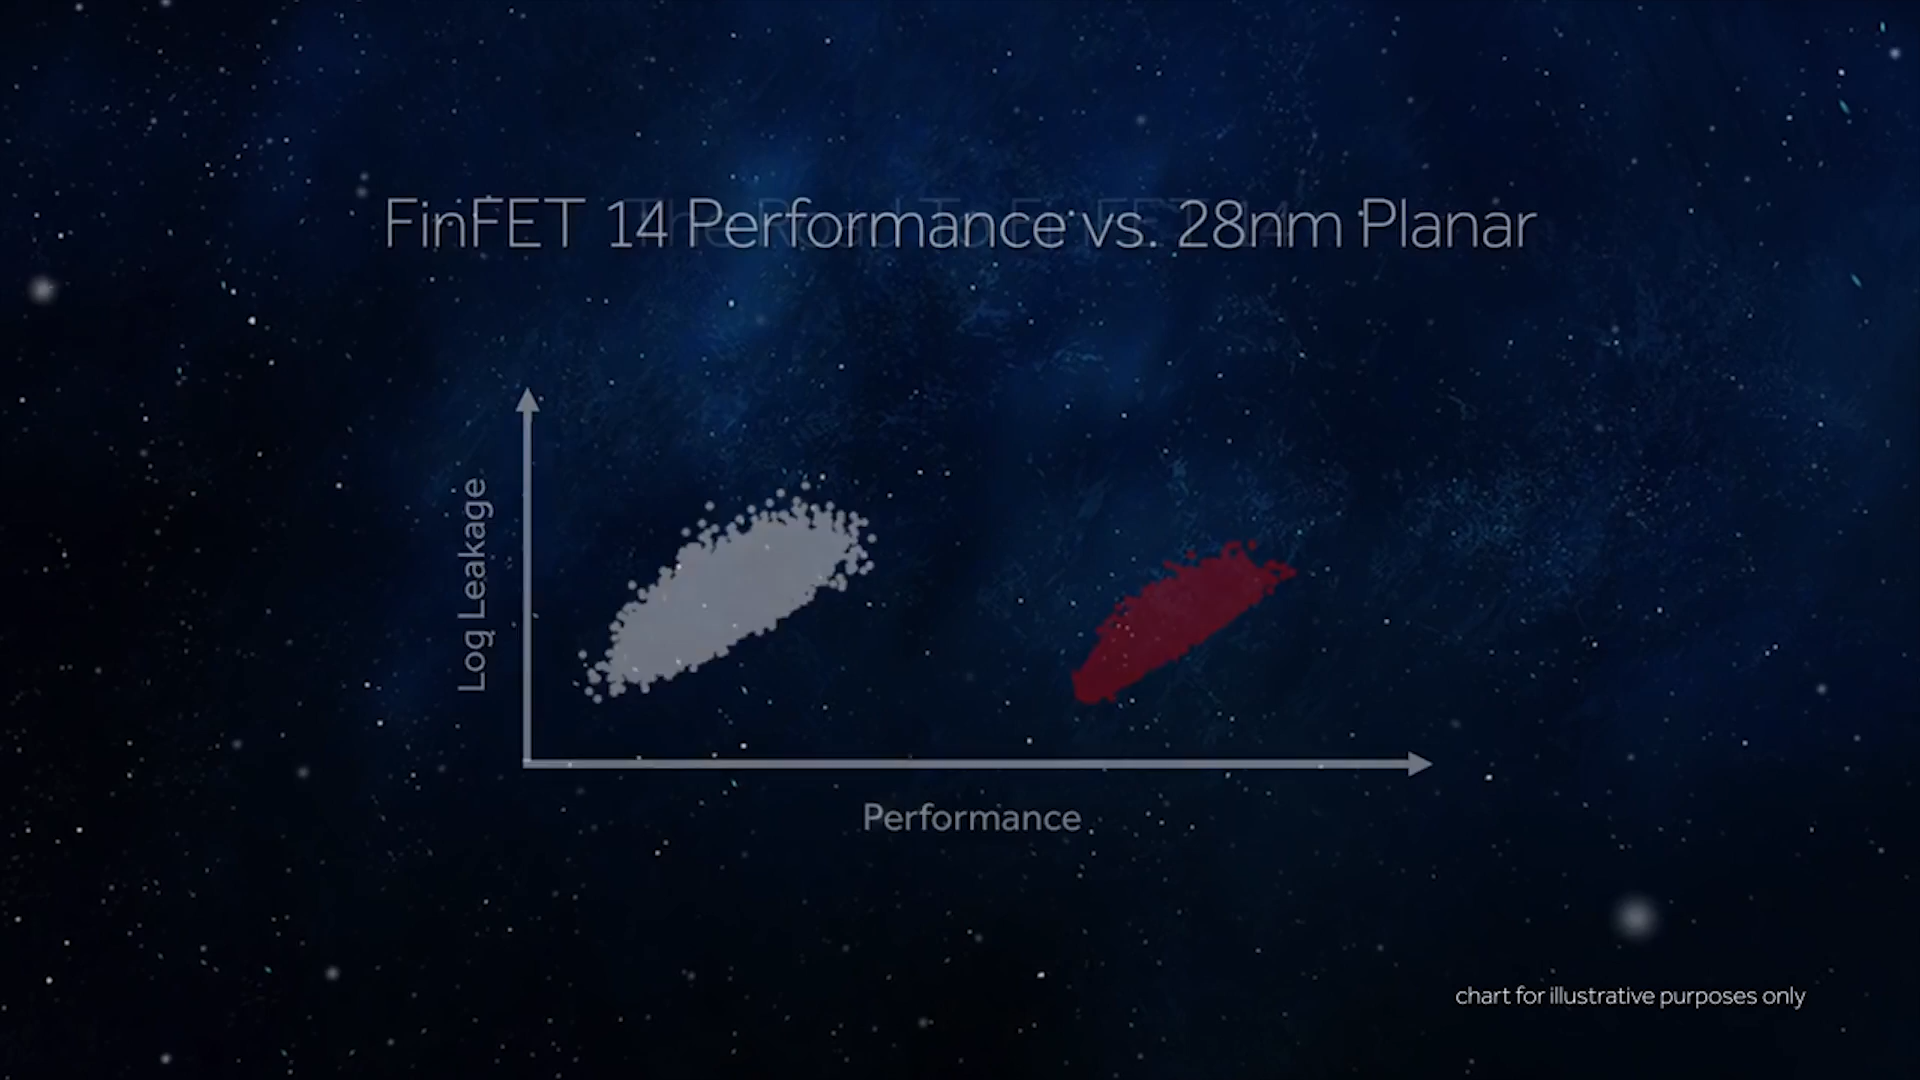 FinFET 14 Performance vs. 28nm Planar
Log Leakage
Performance
chart for illustrative purposes only